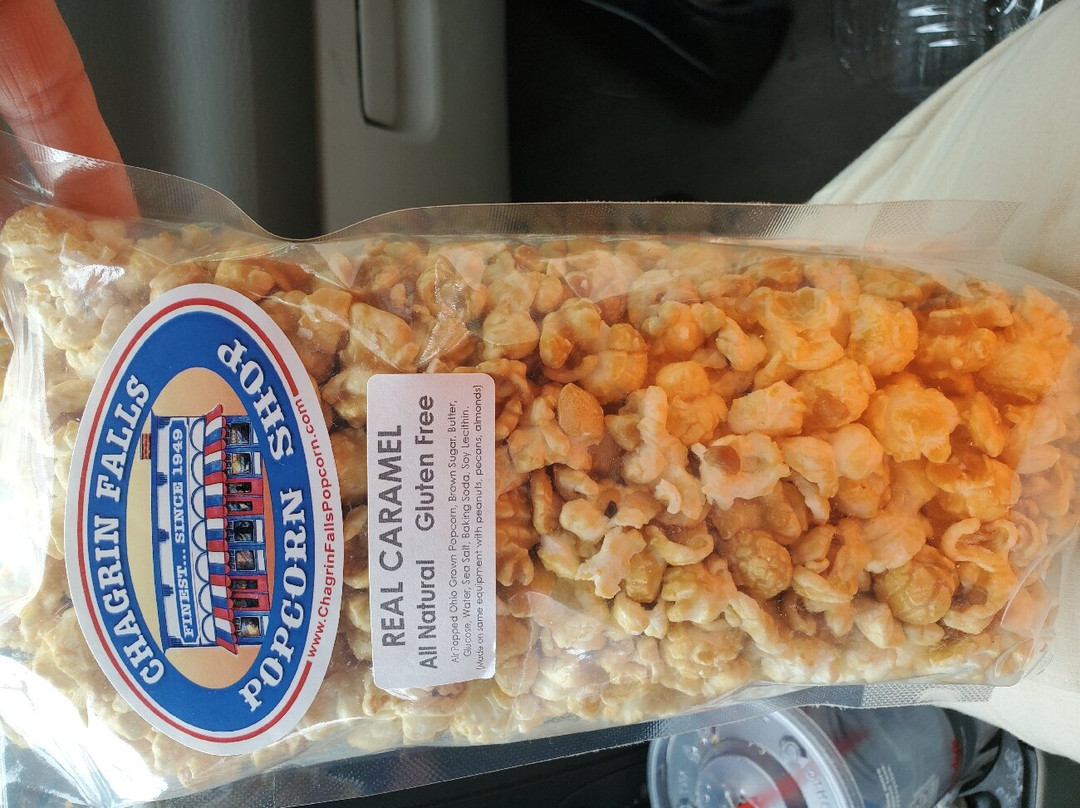 CHAGRIN FALLS
FINEST... SINCE 1949
POPCORN SHOP
www.ChagrinFallsPopcorn.com
REAL CARAMEL
All Natural Gluten Free
Air Popped Ohio Grown Popcorn, Brown Sugar, Butter,
Glucose, Water, Sea Salt, Baking Soda, Soy Lecithin.
(Made on same equipment with peanuts, pecans, almonds)